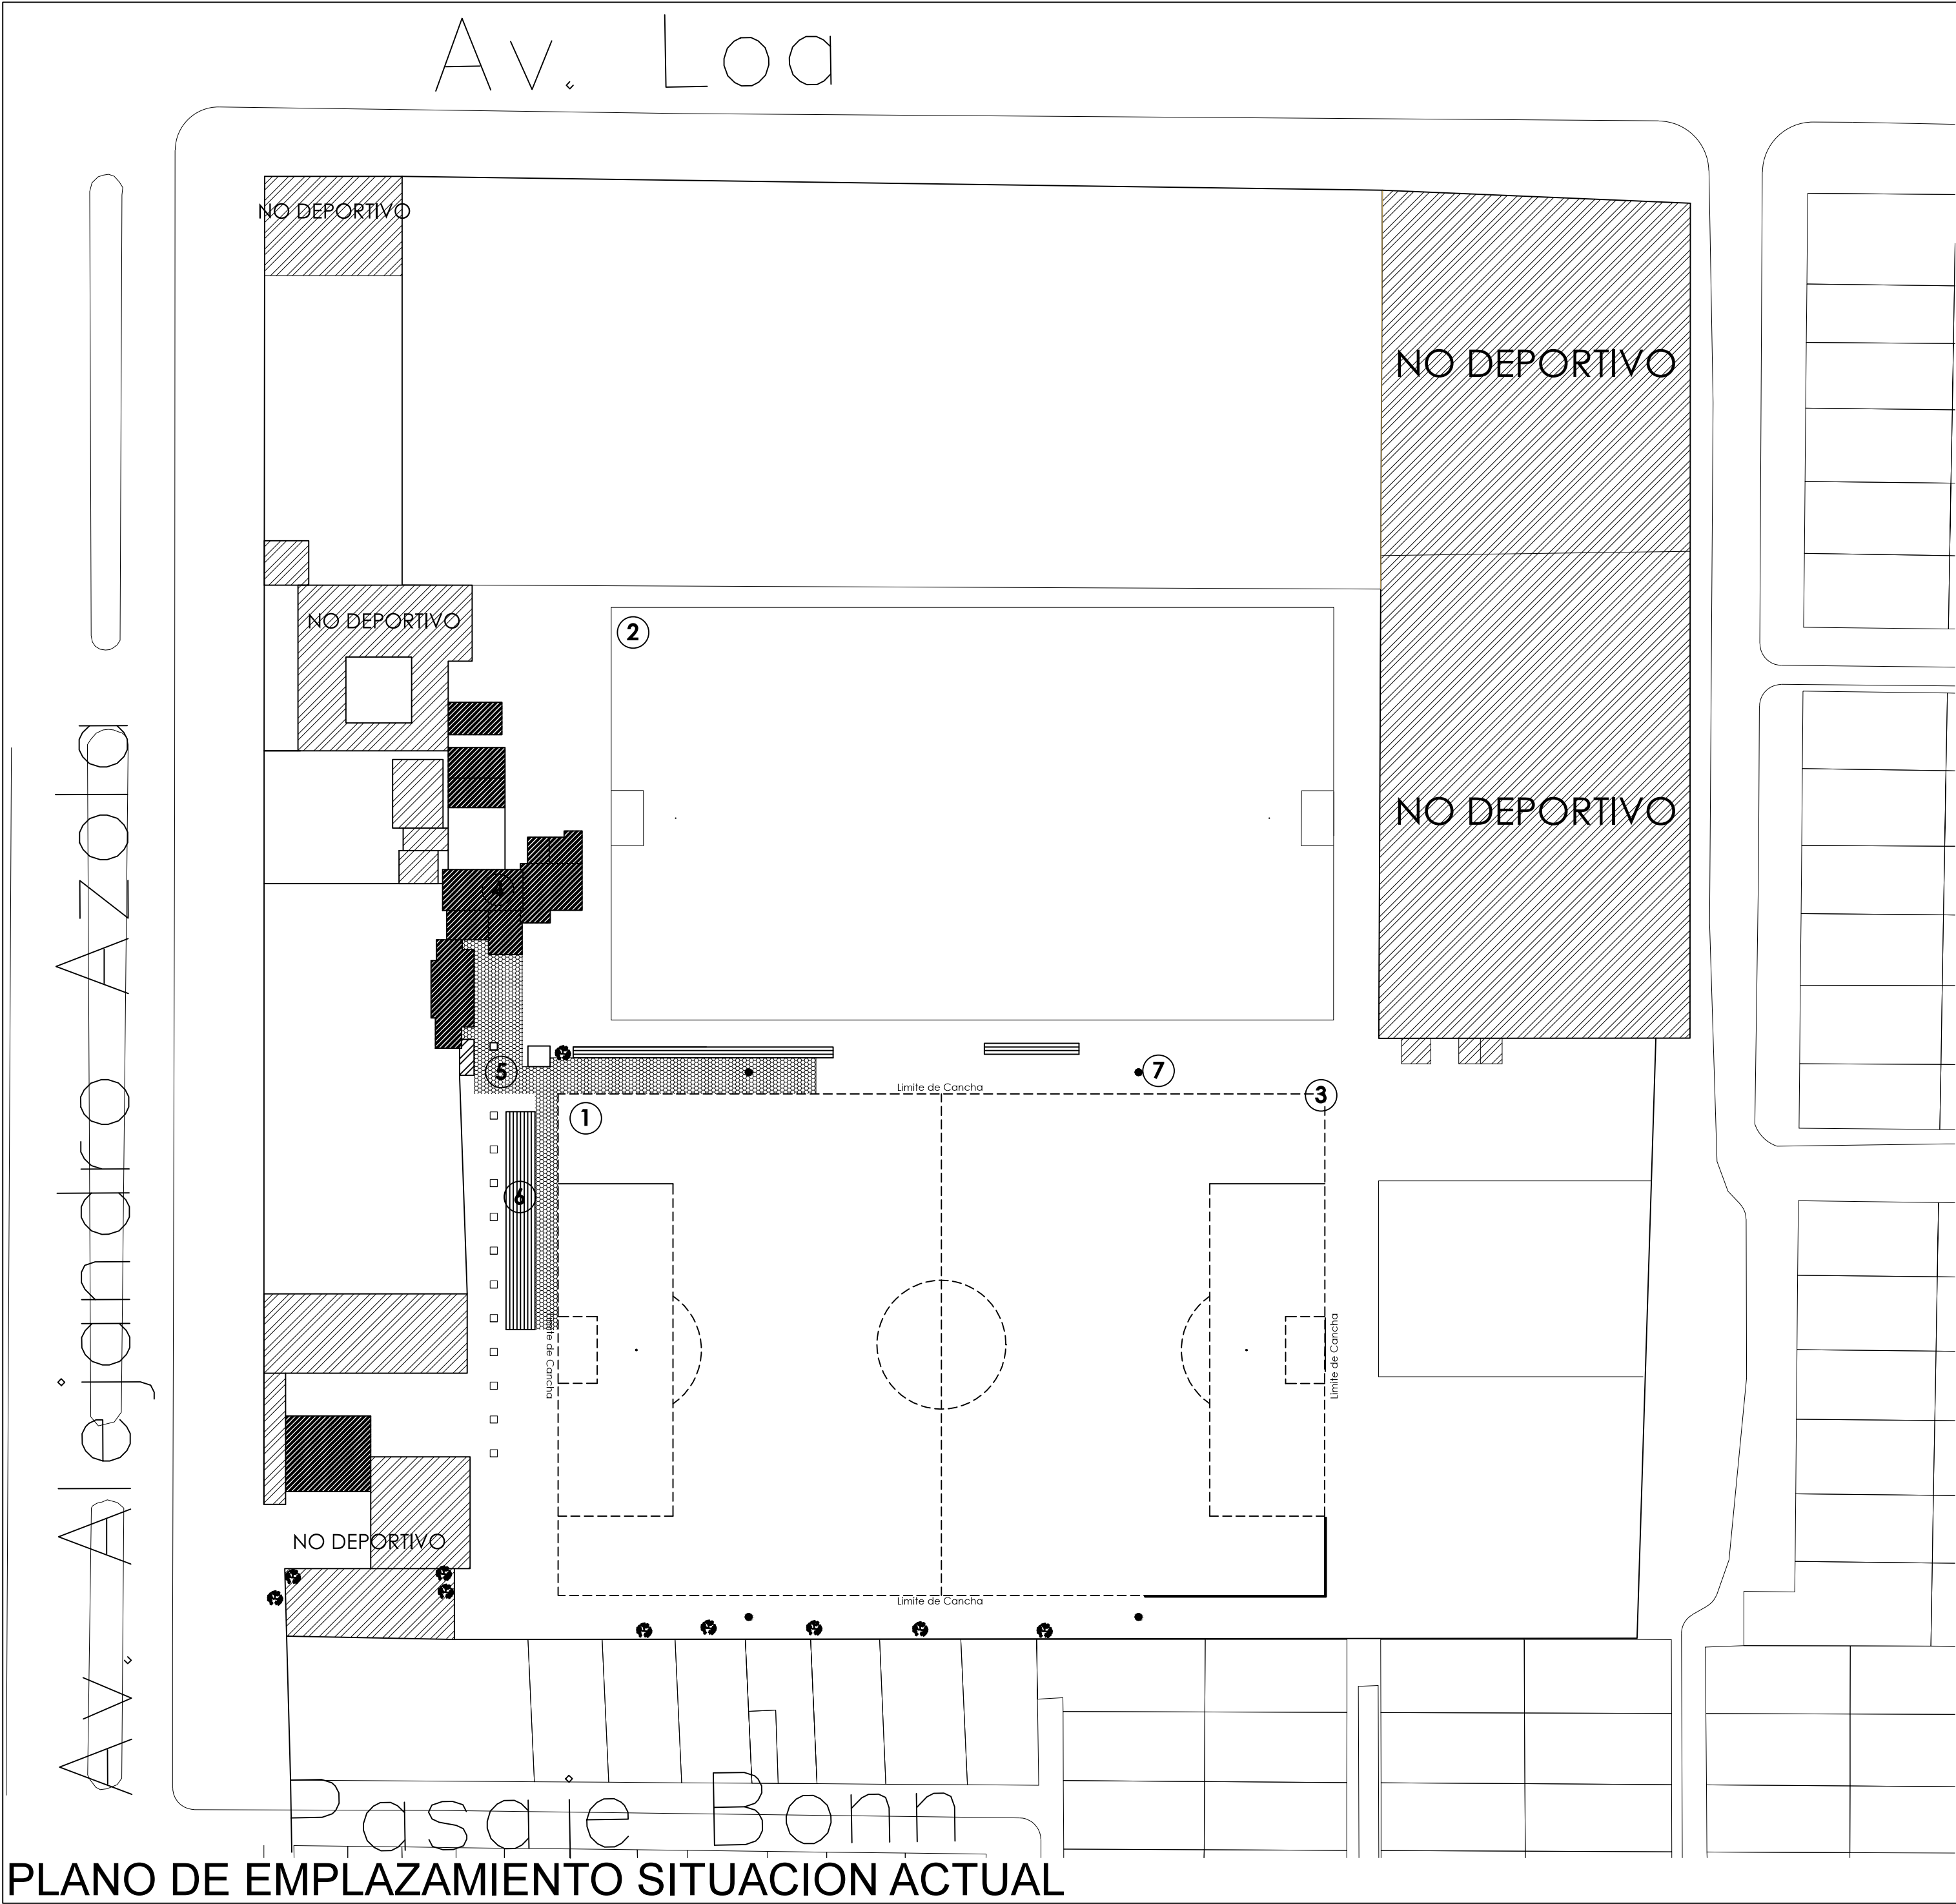 Av. Loa
NO DEPORTIVO
NO DEPORTIVO
NO DEPORTIVO
2
Av. Alejandro Azola
NO DEPORTIVO
4
5
7
Limite de Cancha
3
1
6
Limite de Cancha
Limite de Cancha
NO DEPORTIVO
Limite de Cancha
Pasaje Bonn
PLANO DE EMPLAZAMIENTO SITUACION ACTUAL